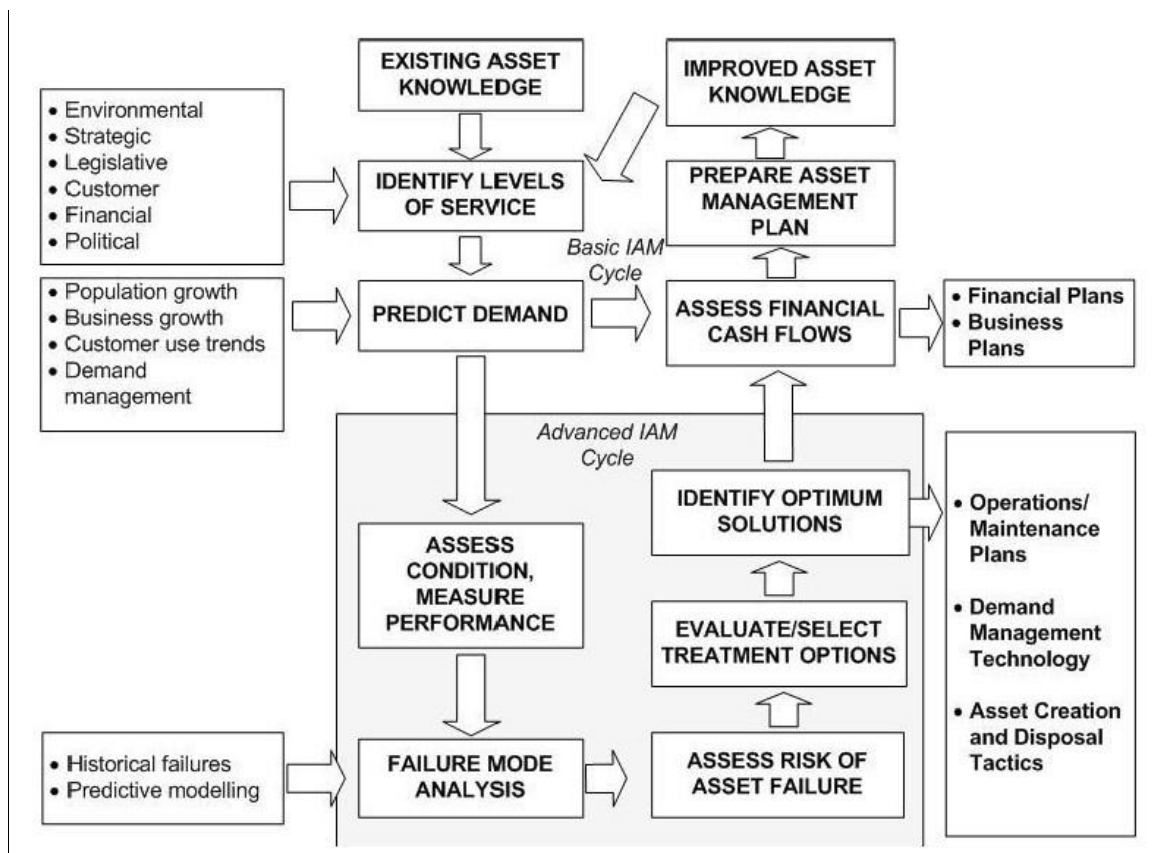 EXISTING ASSET
KNOWLEDGE
IMPROVED ASSET
KNOWLEDGE
• Environmental
• Strategic
• Legislative
• Customer
• Financial
• Political
IDENTIFY LEVELS
OF SERVICE
PREPARE ASSET
MANAGEMENT
PLAN
Basic IAM
Cycle
• Population growth
• Business growth
• Customer use trends
• Demand
management
PREDICT DEMAND
ASSESS FINANCIAL
CASH FLOWS
• Financial Plans
• Business
Plans
Advanced IAM
Cycle
ASSESS
CONDITION,
MEASURE
PERFORMANCE
IDENTIFY OPTIMUM
SOLUTIONS
• Operations/
Maintenance
Plans
• Demand
Management
Technology
• Asset Creation
and Disposal
Tactics
EVALUATE/SELECT
TREATMENT OPTIONS
• Historical failures
• Predictive modelling
FAILURE MODE
ANALYSIS
ASSESS RISK OF
ASSET FAILURE